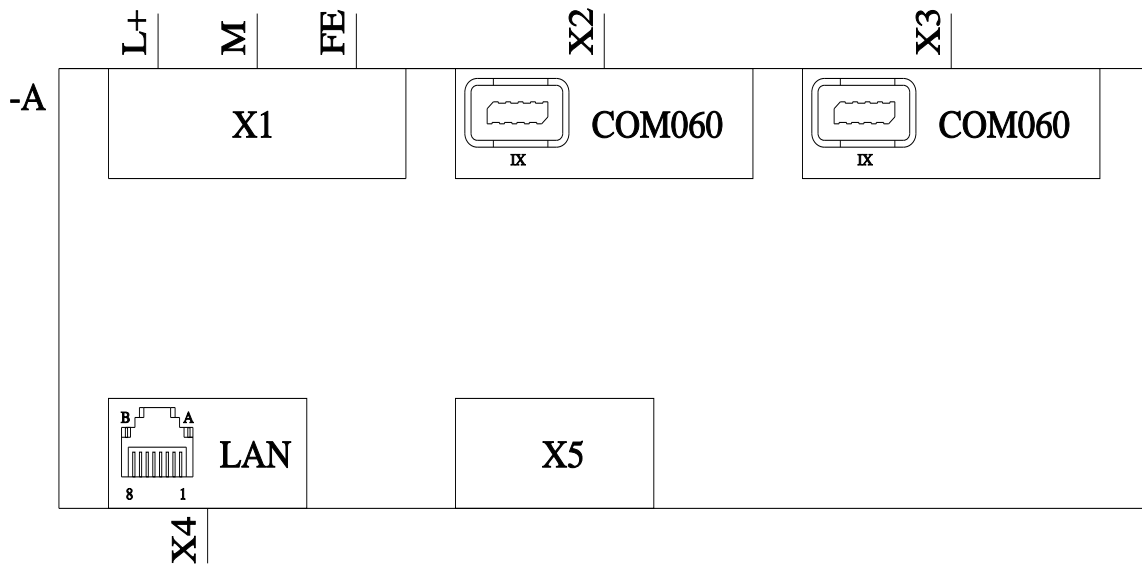 L+ M FE X2 X3
-A
X1 COM060 COM060
IX IX
B A
LAN X5
8 1
X4